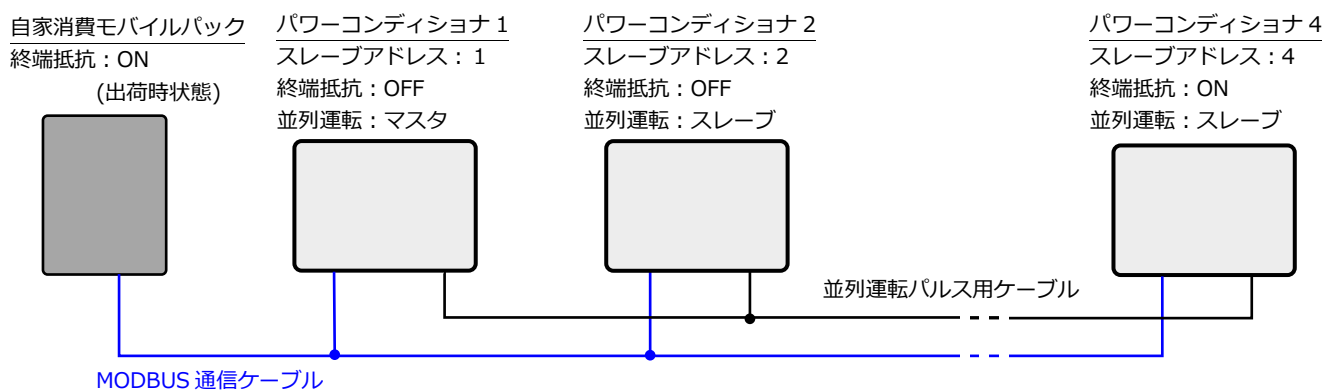 自家消費モバイルパック
終端抵抗：ON
(出荷時状態)
パワーコンディショナ 1
スレーブアドレス： 1
終端抵抗：OFF
並列運転：マスタ
パワーコンディショナ 2
スレーブアドレス：2
終端抵抗：OFF
並列運転：スレーブ
パワーコンディショナ 4
スレーブアドレス：4
終端抵抗：ON
並列運転：スレーブ
並列運転パルス用ケーブル
MODBUS 通信ケーブル